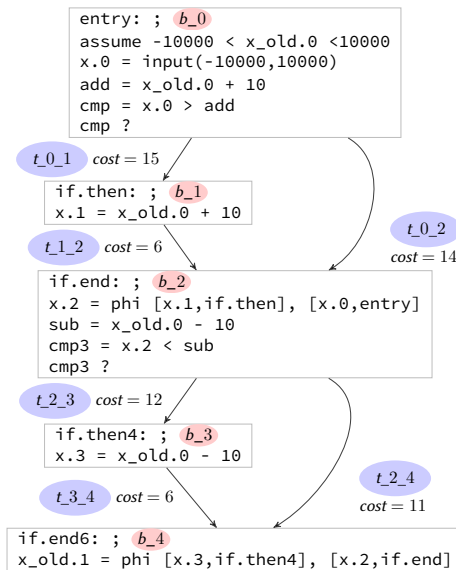 entry: ; b_0
assume -10000 < x_old.0 <10000
x.0 = input(-10000,10000)
add = x_old.0 + 10
cmp = x.0 > add
cmp ?
t_0_1 cost = 15
if.then: ; b_1
x.1 = x_old.0 + 10
t_1_2 cost = 6
t_0_2
cost = 14
if.end: ; b_2
x.2 = phi [x.1,if.then], [x.0,entry]
sub = x_old.0 - 10
cmp3 = x.2 < sub
cmp3 ?
t_2_3 cost = 12
if.then4: ; b_3
x.3 = x_old.0 - 10
t_3_4 cost = 6
t_2_4
cost = 11
if.end6: ; b_4
x_old.1 = phi [x.3,if.then4], [x.2,if.end]